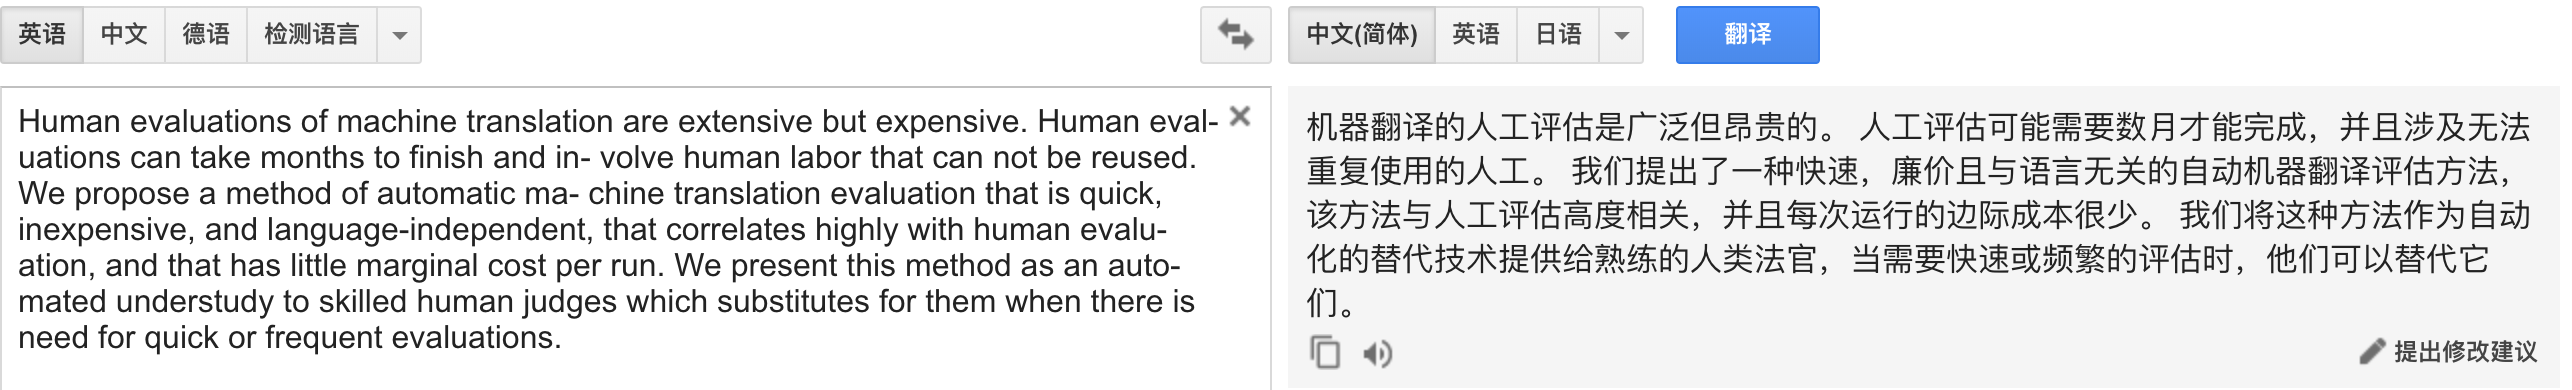 英语 中文 德语 检测语言
中文(简体) 英语 日语 翻译
Human evaluations of machine translation are extensive but expensive. Human eval-
uations can take months to finish and in- volve human labor that can not be reused.
We propose a method of automatic ma- chine translation evaluation that is quick,
inexpensive, and language-independent, that correlates highly with human evalu-
ation, and that has little marginal cost per run. We present this method as an auto-
mated understudy to skilled human judges which substitutes for them when there is
need for quick or frequent evaluations.
机器翻译的人工评估是广泛但昂贵的。 人工评估可能需要数月才能完成，并且涉及无法
重复使用的人工。 我们提出了一种快速，廉价且与语言无关的自动机器翻译评估方法，
该方法与人工评估高度相关，并且每次运行的边际成本很少。 我们将这种方法作为自动
化的替代技术提供给熟练的人类法官，当需要快速或频繁的评估时，他们可以替代它
们。
提出修改建议